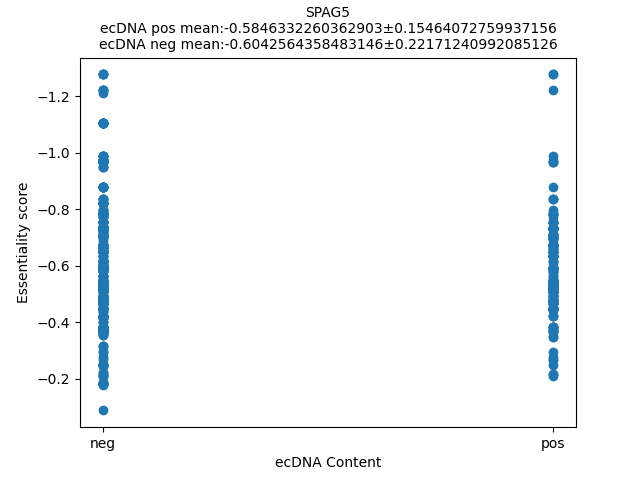 SPAG5
ecDNA pos mean:-0.5846332260362903±0.15464072759937156
ecDNA neg mean:-0.6042564358483146±0.22171240992085126
−1.2
−1.0
−0.8
−0.6
−0.4
−0.2
Essentiality score
neg pos
ecDNA Content